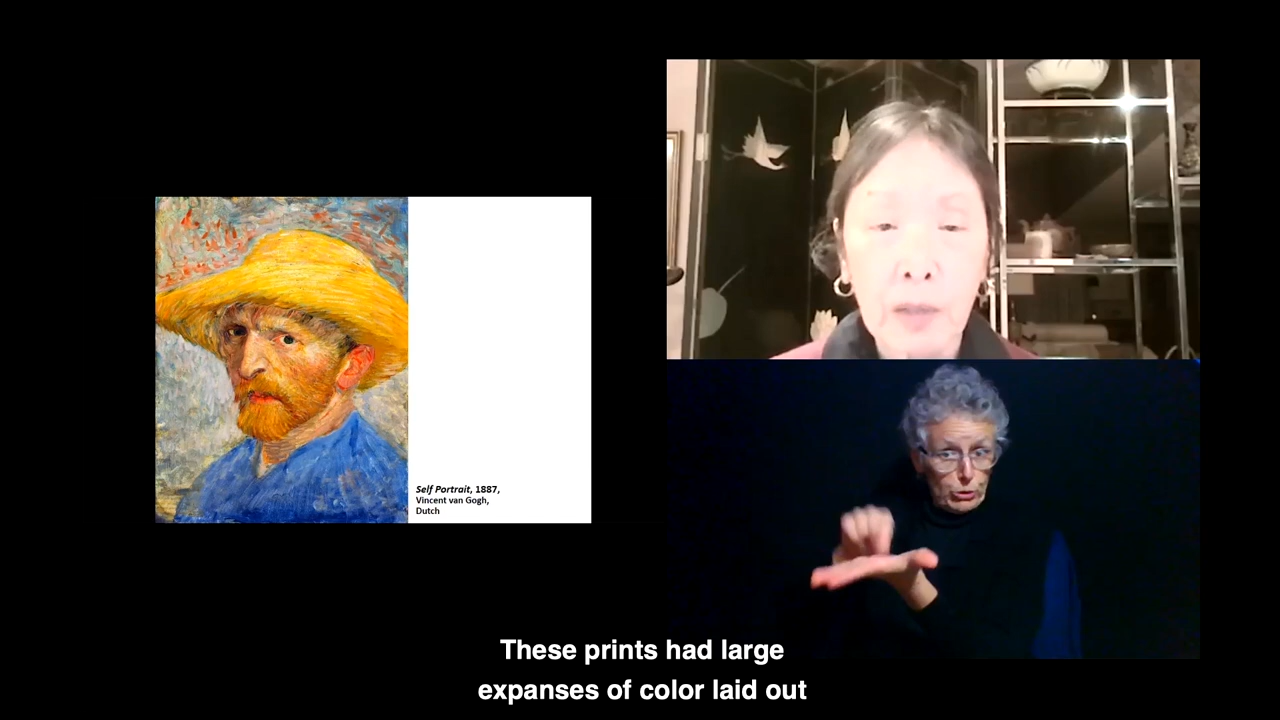 Self Portrait, 1887,
Vincent van Gogh,
Dutch
These prints had large
expanses of color laid out